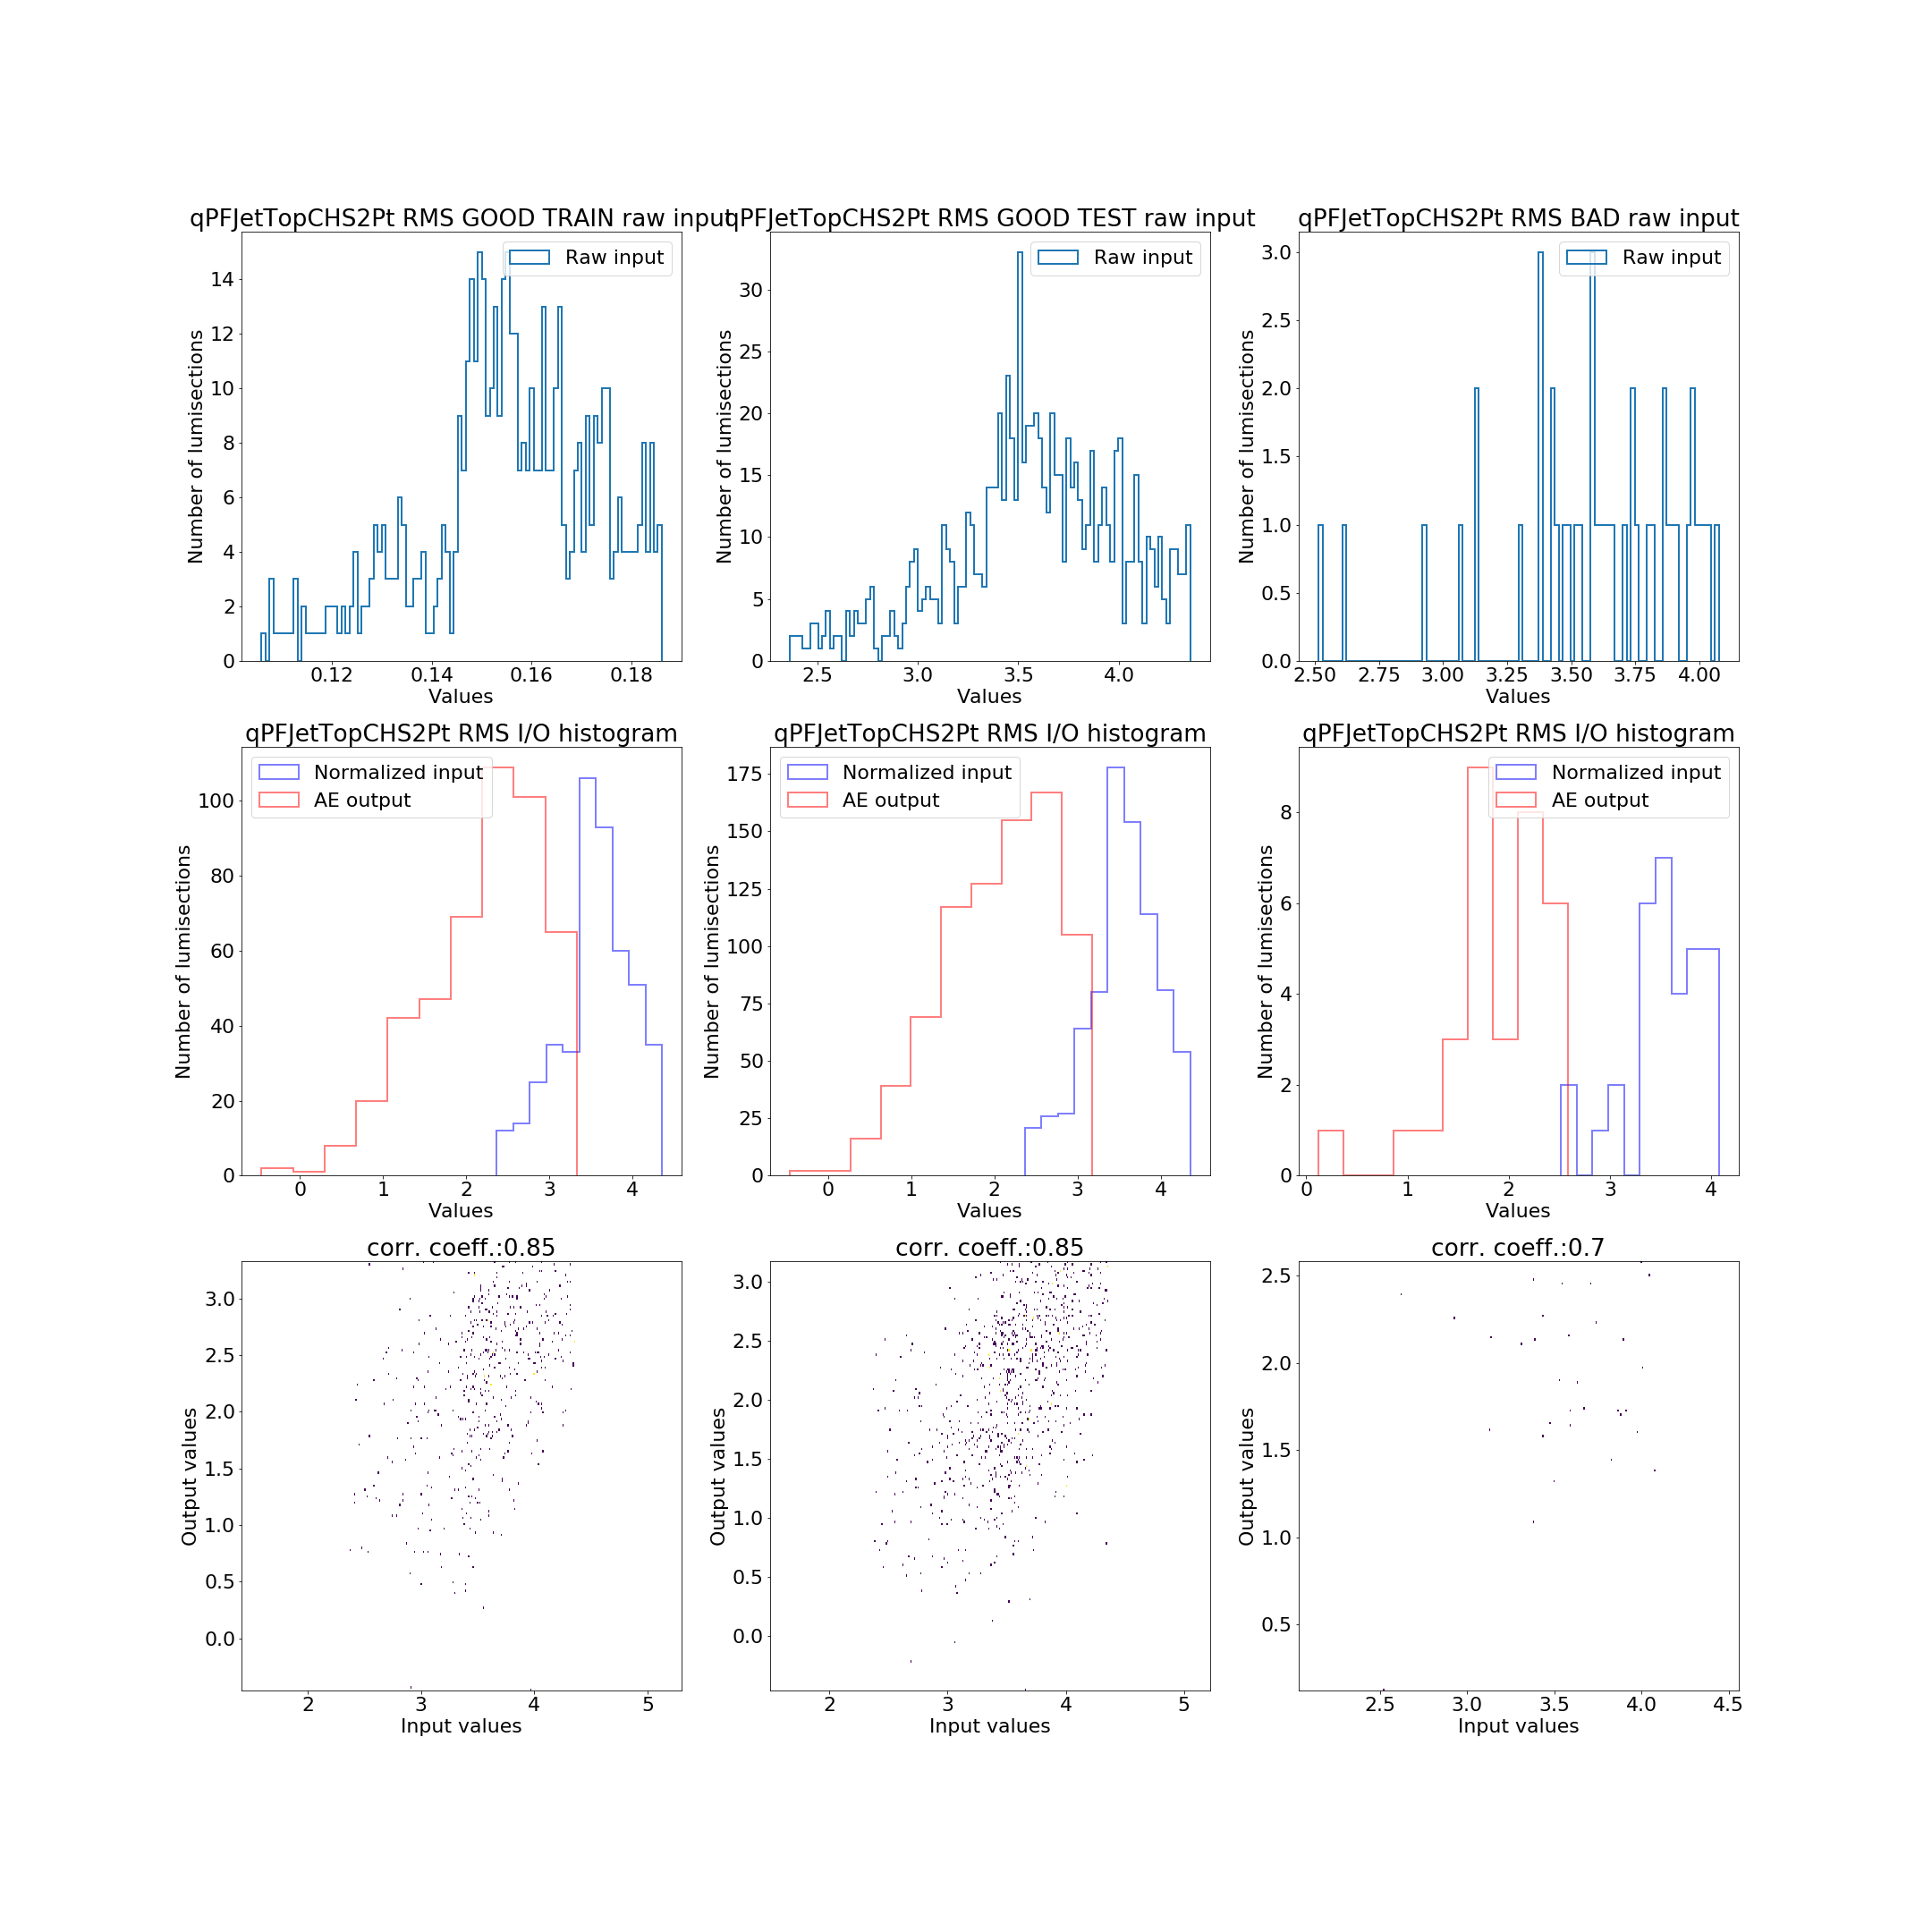 qPFJetTopCHS2Pt RMS GOOD TRAIN raw input
qPFJetTopCHS2Pt RMS GOOD TEST raw input
qPFJetTopCHS2Pt RMS BAD raw input
Number of lumisections
14
12
10
8
6
4
2
0
Raw input
0.12 0.14 0.16 0.18
Values
Number of lumisections
30
25
20
15
10
5
0
Raw input
2.5 3.0 3.5 4.0
Values
Number of lumisections
3.0
2.5
2.0
1.5
1.0
0.5
0.0
Raw input
2.50 2.75 3.00 3.25 3.50 3.75 4.00
Values
qPFJetTopCHS2Pt RMS I/O histogram
Number of lumisections
100
80
60
40
20
0
Normalized input
AE output
0 1 2 3 4
Values
qPFJetTopCHS2Pt RMS I/O histogram
Number of lumisections
175
150
125
100
75
50
25
0
Normalized input
AE output
0 1 2 3 4
Values
qPFJetTopCHS2Pt RMS I/O histogram
Number of lumisections
8
6
4
2
0
Normalized input
AE output
0 1 2 3 4
Values
corr. coeff.:0.85
Output values
3.0
2.5
2.0
1.5
1.0
0.5
0.0
2 3 4 5
Input values
corr. coeff.:0.85
Output values
3.0
2.5
2.0
1.5
1.0
0.5
0.0
2 3 4 5
Input values
corr. coeff.:0.7
Output values
2.5
2.0
1.5
1.0
0.5
2.5 3.0 3.5 4.0 4.5
Input values